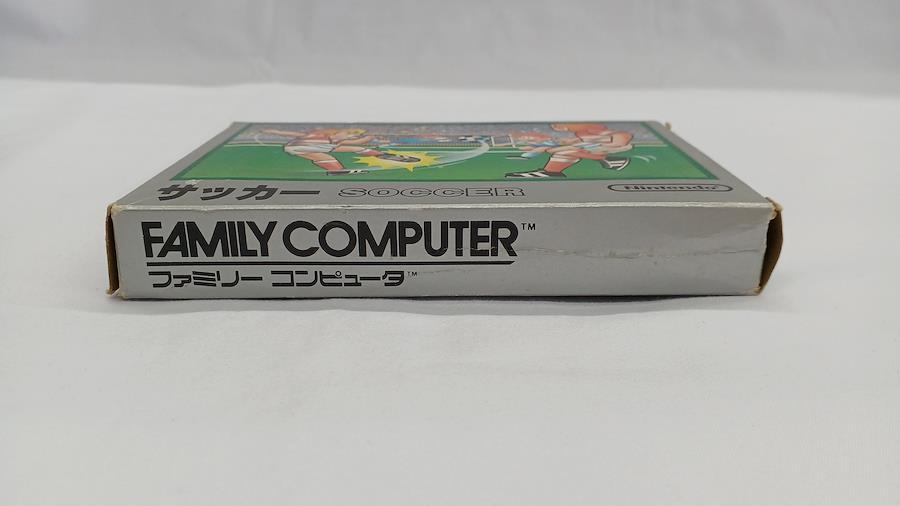 サッカー SOCCER Nintendo
FAMILY COMPUTER™
ファミリー コンピュータ™